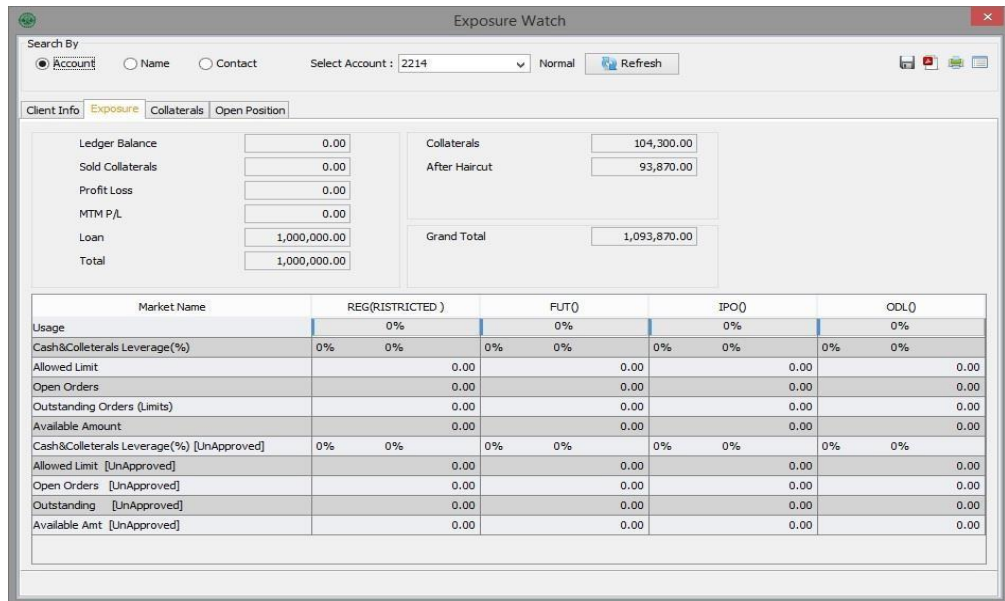 Exposure Watch
Search By
Account Name Contact Select Account : 2214 Normal Refresh
Client Info Exposure Collaterals Open Position
Ledger Balance 0.00 Collaterals 104,300.00
Sold Collaterals 0.00 After Haircut 93,870.00
Profit Loss 0.00
MTM P/L 0.00
Loan 1,000,000.00 Grand Total 1,093,870.00
Total 1,000,000.00
Market Name REG(RISTRICTED ) FUT() IPO() ODL()
Usage 0% 0% 0% 0%
Cash&Colleterals Leverage(%) 0% 0% 0% 0% 0% 0% 0% 0%
Allowed Limit 0.00 0.00 0.00 0.00
Open Orders 0.00 0.00 0.00 0.00
Outstanding Orders (Limits) 0.00 0.00 0.00 0.00
Available Amount 0.00 0.00 0.00 0.00
Cash&Colleterals Leverage(%) [UnApproved] 0% 0% 0% 0% 0% 0% 0% 0%
Allowed Limit [UnApproved] 0.00 0.00 0.00 0.00
Open Orders [UnApproved] 0.00 0.00 0.00 0.00
Outstanding [UnApproved] 0.00 0.00 0.00 0.00
Available Amt [UnApproved] 0.00 0.00 0.00 0.00